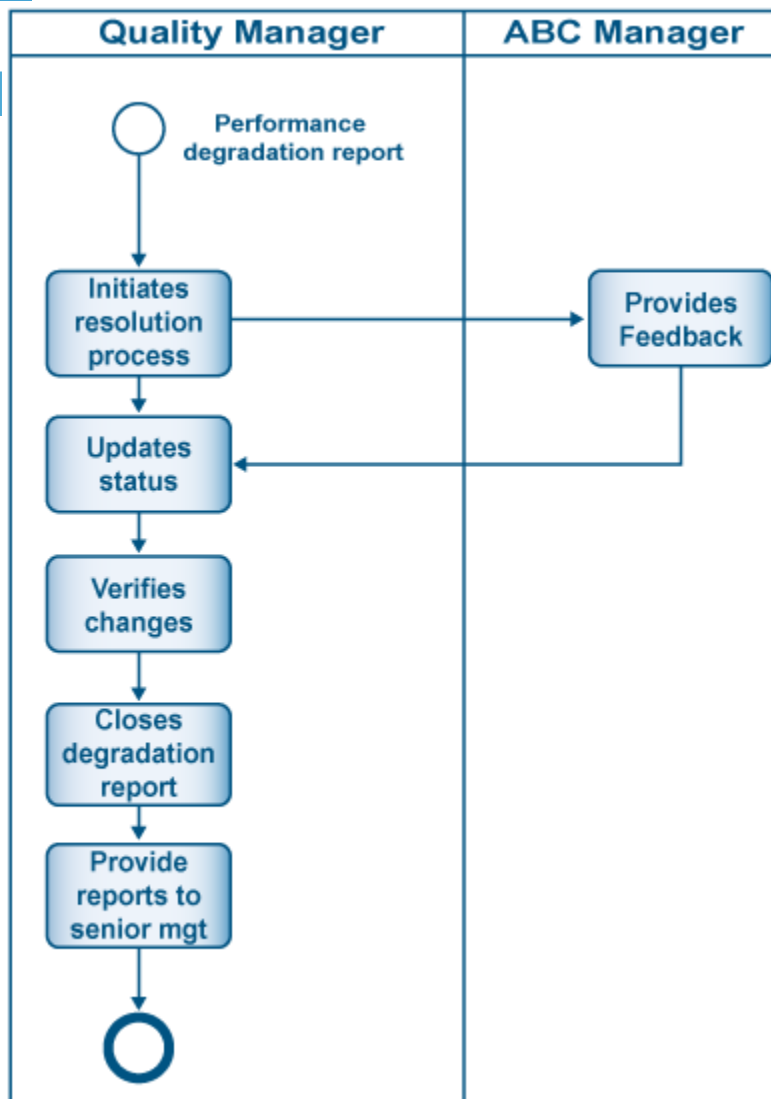 Quality Manager
ABC Manager
Performance
degradation report
Initiates
resolution
process
Provides
Feedback
Updates
status
Verifies
changes
Closes
degradation
report
Provide
reports to
senior mgt